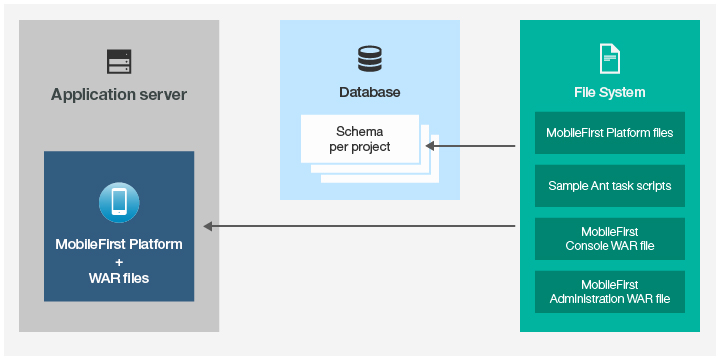 Application server
MobileFirst Platform
+
WAR files
Database
Schema
per project
File System
MobileFirst Platform files
Sample Ant task scripts
MobileFirst
Console WAR file
MobileFirst
Administration WAR file